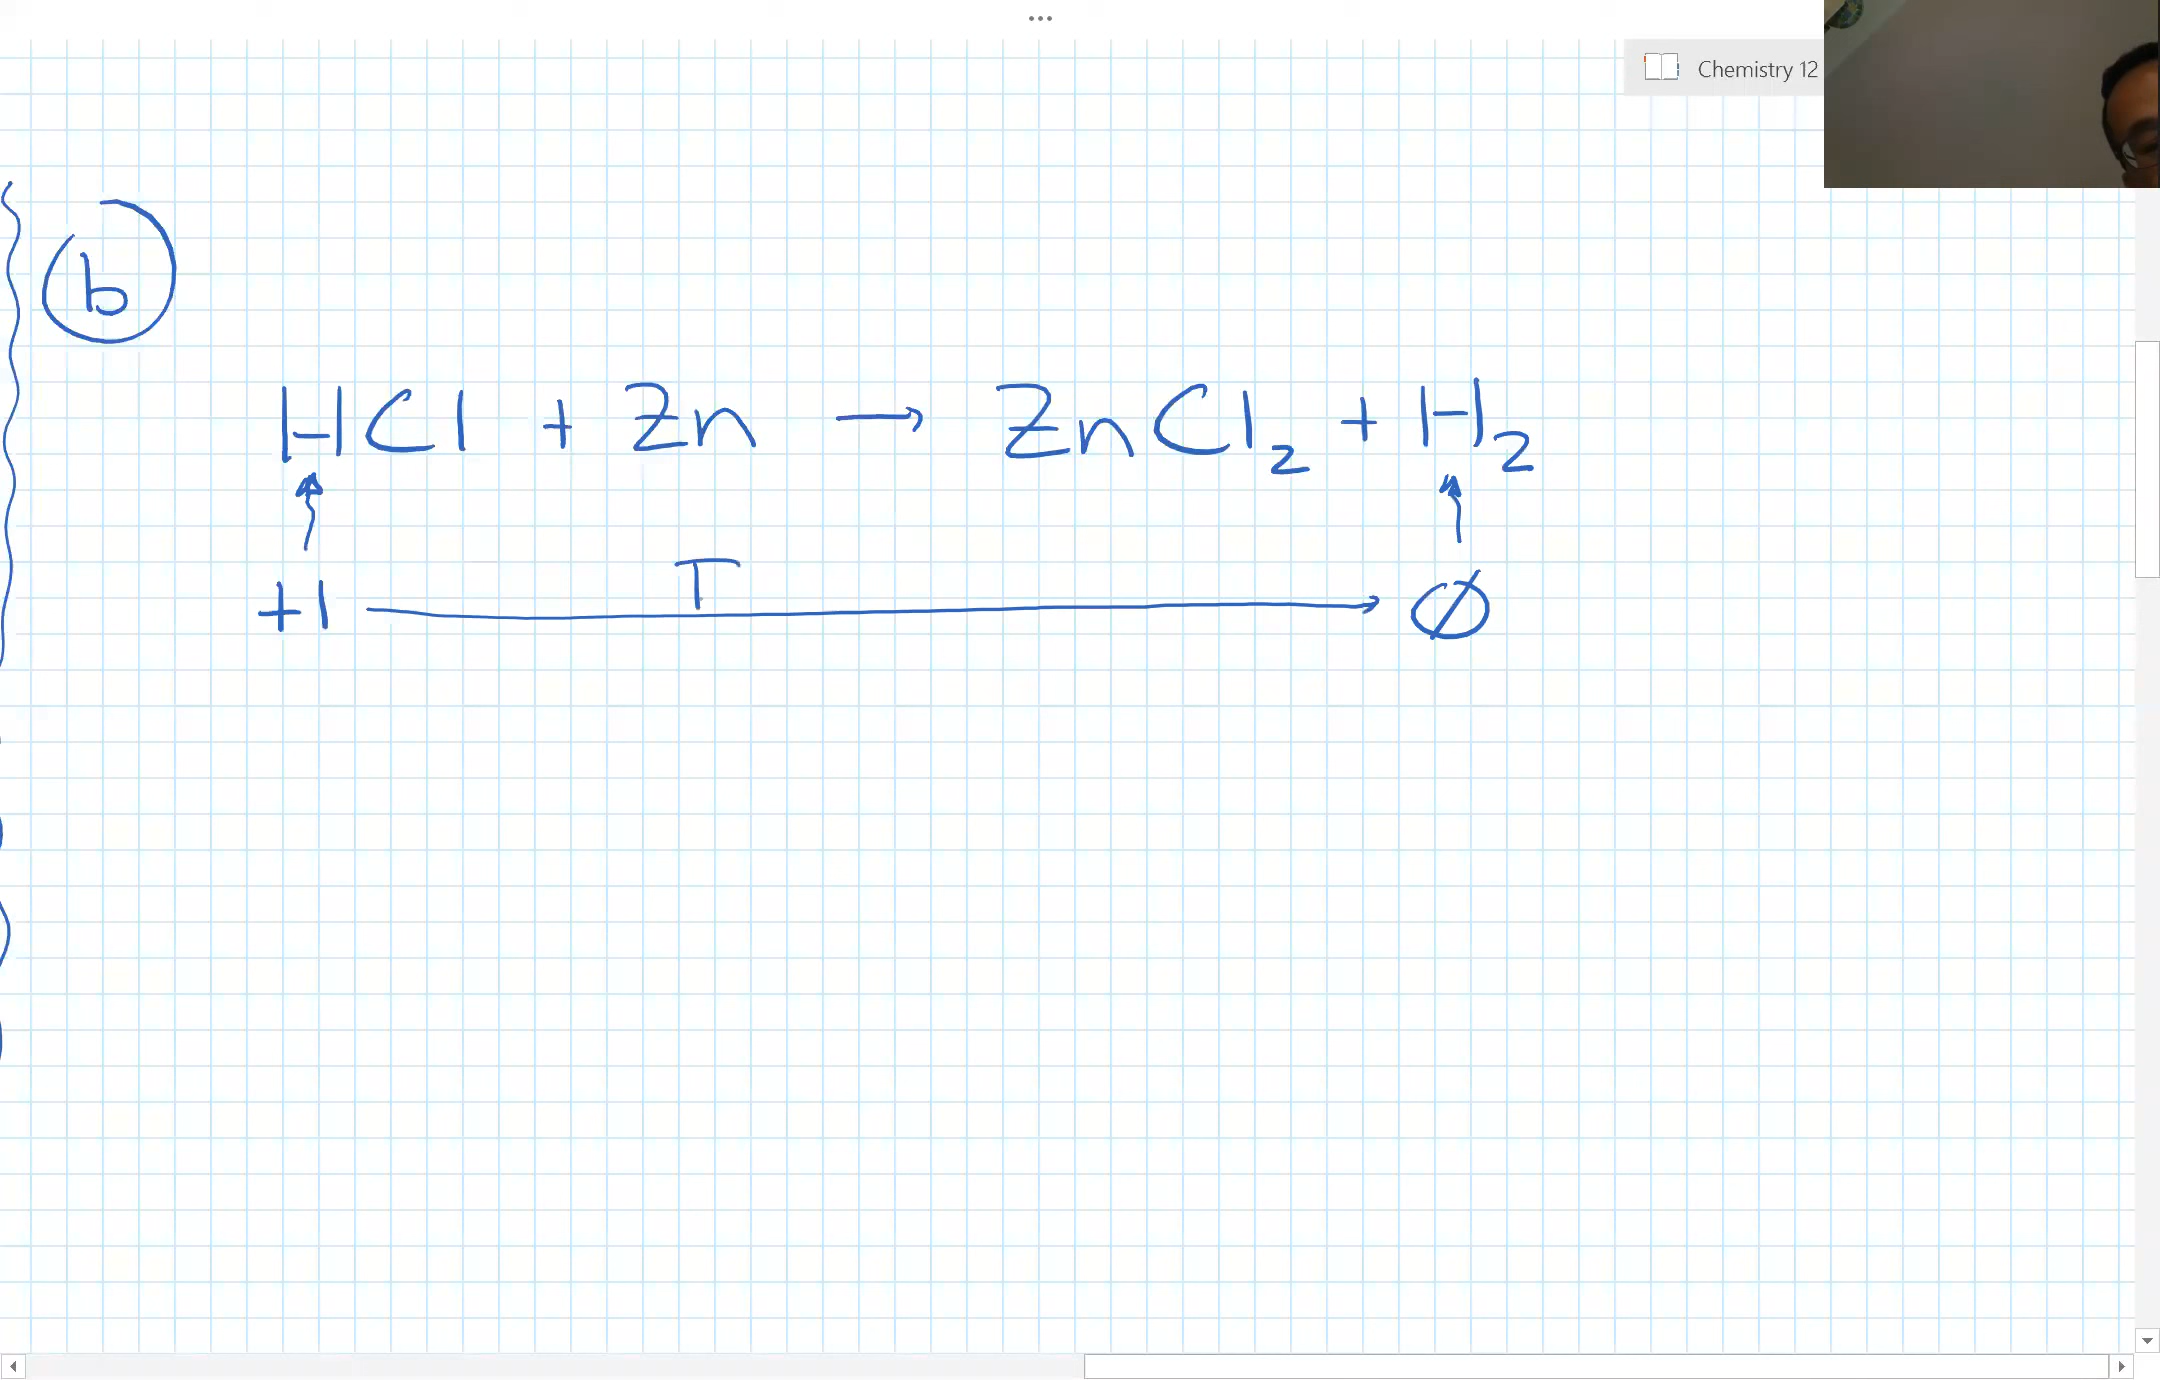 Chemistry 12
b
HCl + Zn → ZnCl₂ + H₂
T
+1 → ∅